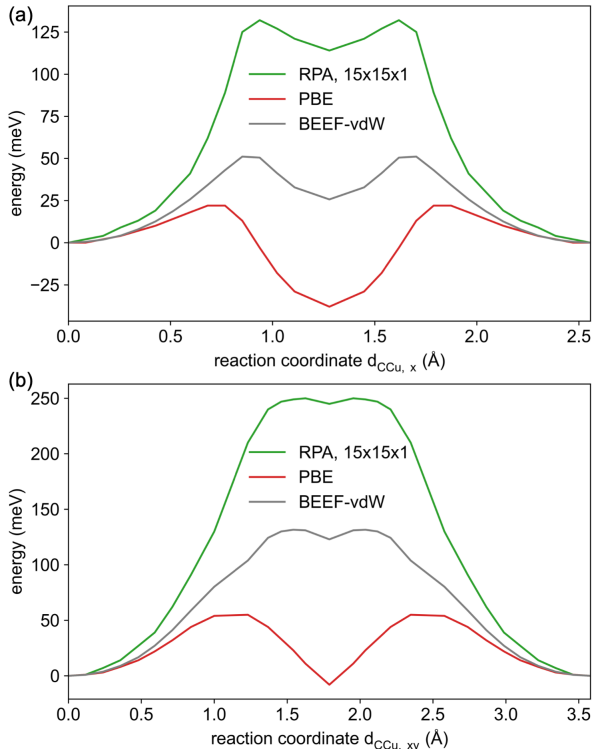 (a)
125
100
75
50
25
0
−25
energy (meV)
RPA, 15x15x1
PBE
BEEF-vdW
0.0 0.5 1.0 1.5 2.0 2.5
reaction coordinate dCCu, x (Å)
(b)
250
200
150
100
50
0
energy (meV)
RPA, 15x15x1
PBE
BEEF-vdW
0.0 0.5 1.0 1.5 2.0 2.5 3.0 3.5
reaction coordinate dCCu, xy (Å)